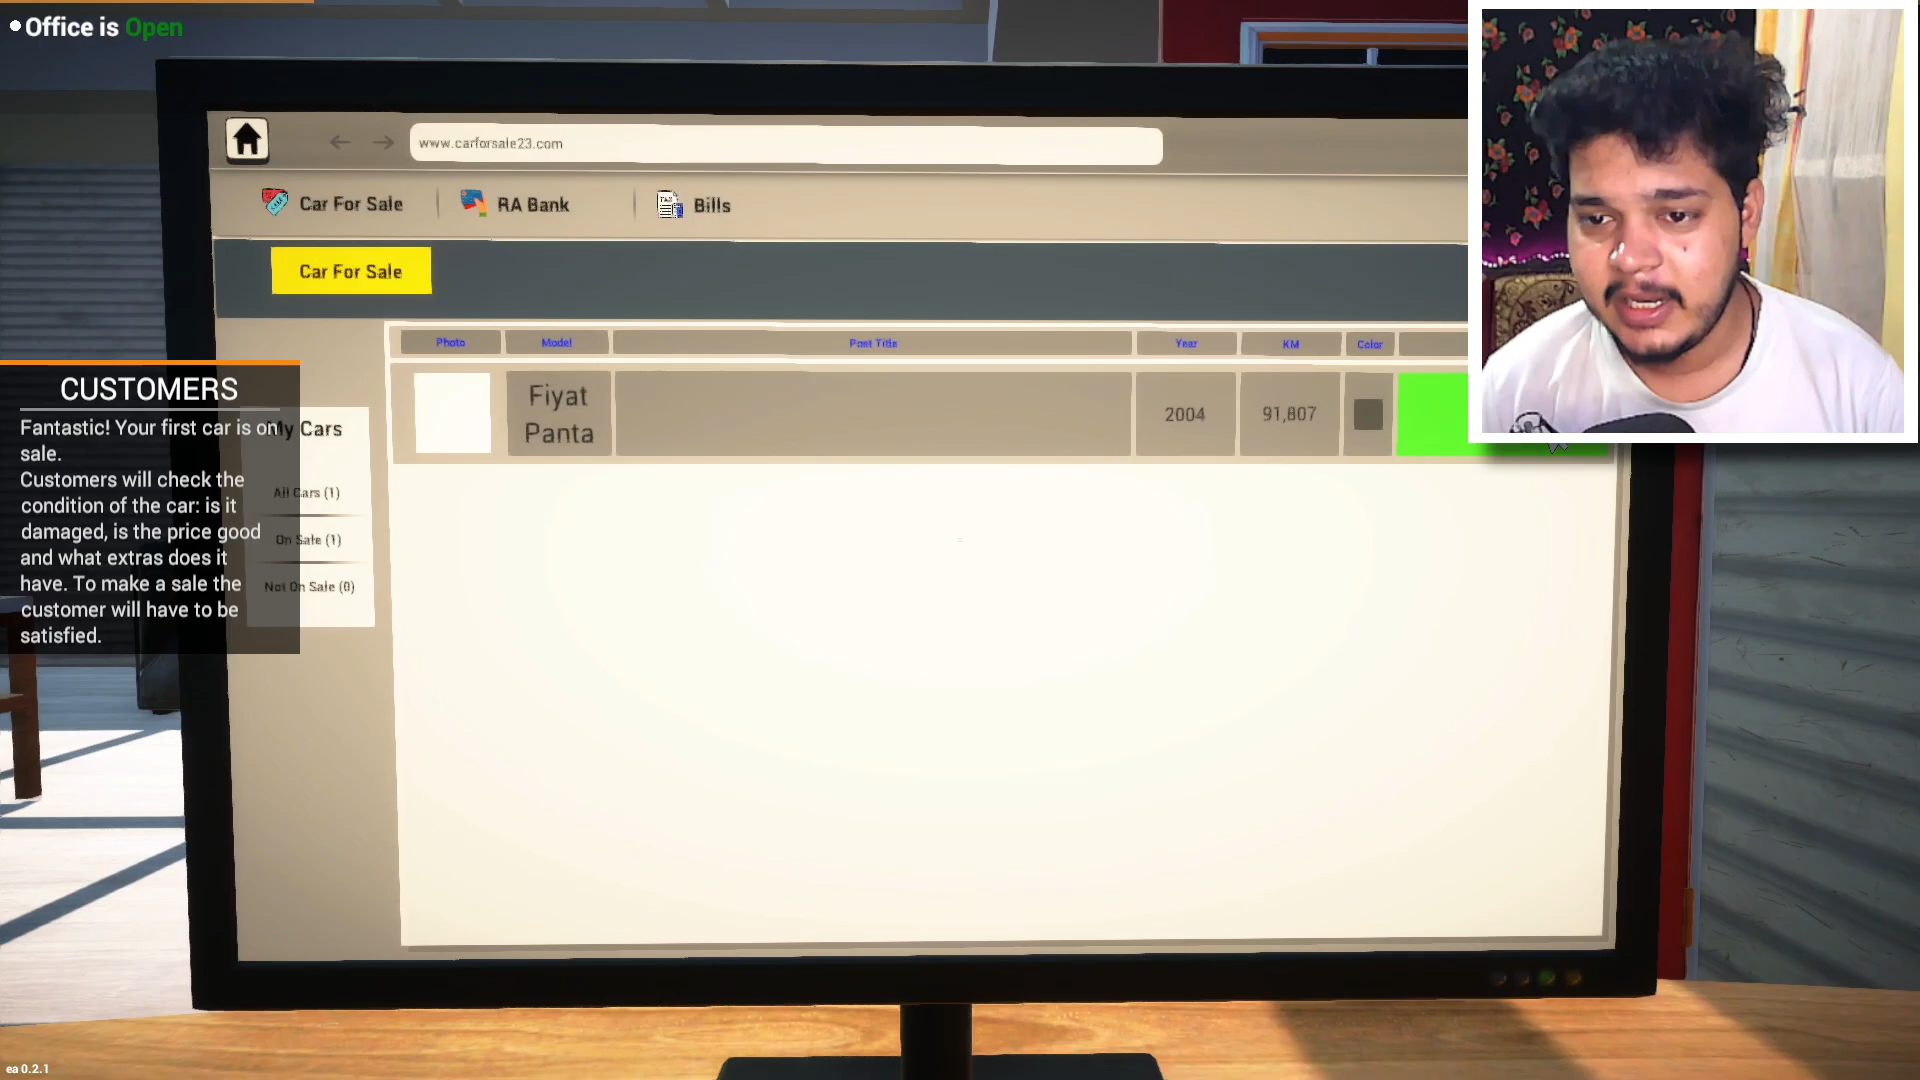 Office is Open
www.carforsale23.com
Car For Sale
RA Bank
Bills
Car For Sale
Photo
Model
Post Title
Year
KM
Color
Fiyat
Panta
2004
91,807
CUSTOMERS
Fantastic! Your first car is on
sale.
Customers will check the
condition of the car: is it
damaged, is the price good
and what extras does it
have. To make a sale the
customer will have to be
satisfied.
My Cars
All Cars (1)
On Sale (1)
Not On Sale (0)
ea 0.2.1